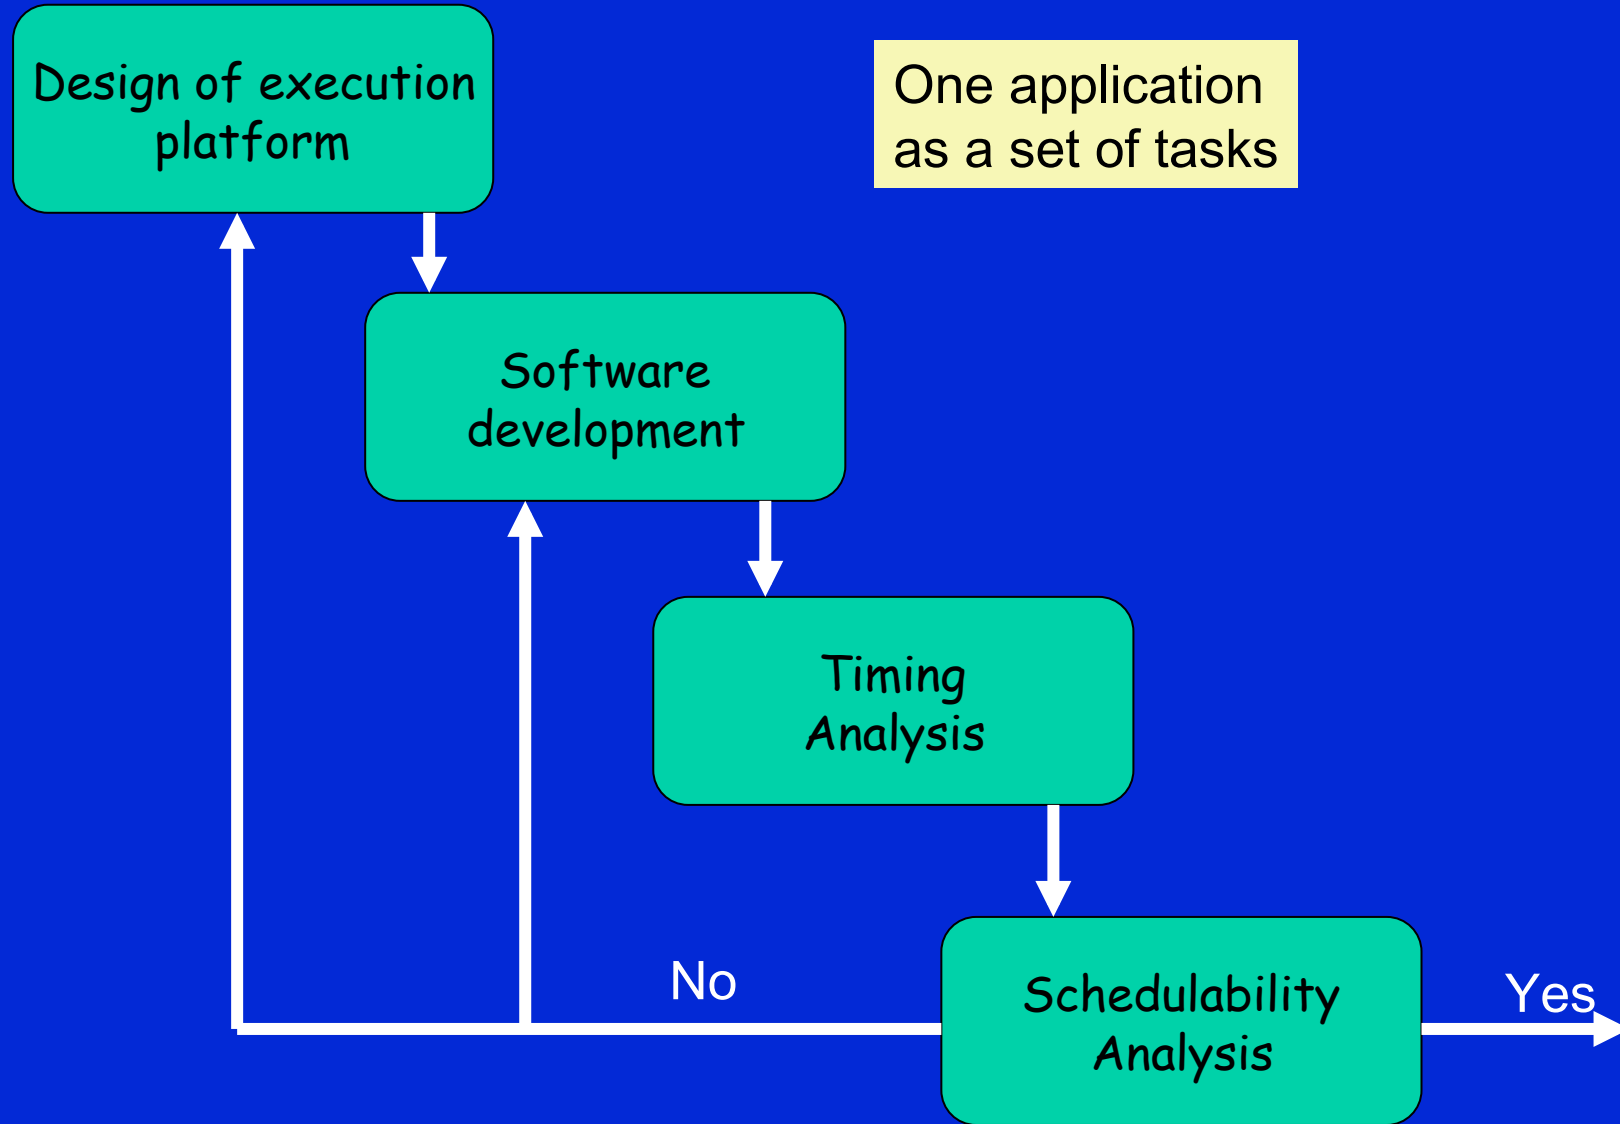 Design of execution
platform
One application
as a set of tasks
Software
development
Timing
Analysis
No
Schedulability
Analysis
Yes